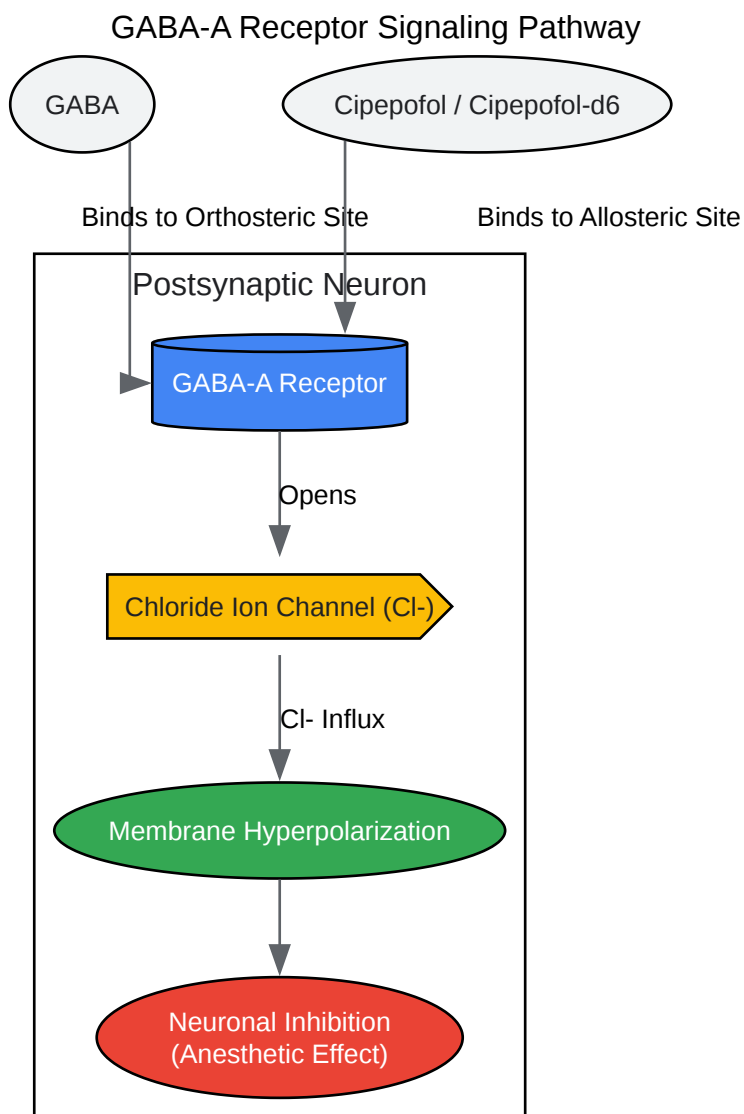 GABA-A Receptor Signaling Pathway
GABA
Cipepofol / Cipepofol-d6
Binds to Orthosteric Site
Binds to Allosteric Site
Postsynaptic Neuron
GABA-A Receptor
Opens
Chloride Ion Channel (Cl-)
Cl- Influx
Membrane Hyperpolarization
Neuronal Inhibition
(Anesthetic Effect)